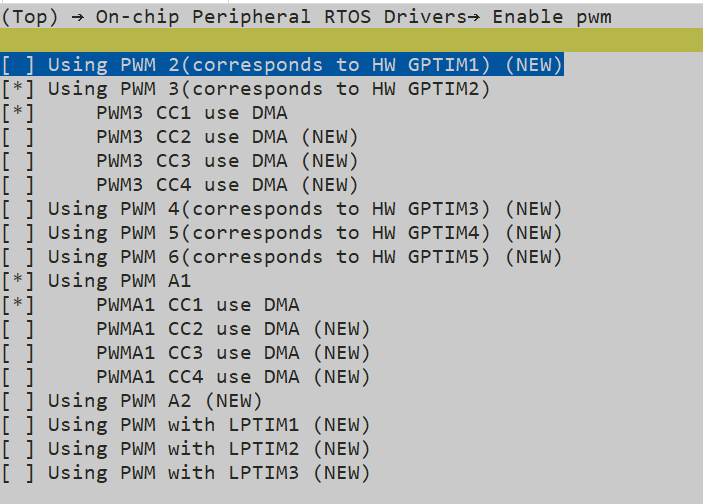 (Top) → On-chip Peripheral RTOS Drivers→ Enable pwm
[ ] Using PWM 2(corresponds to HW GPTIM1) (NEW)
[*] Using PWM 3(corresponds to HW GPTIM2)
[*]     PWM3 CC1 use DMA
[ ]     PWM3 CC2 use DMA (NEW)
[ ]     PWM3 CC3 use DMA (NEW)
[ ]     PWM3 CC4 use DMA (NEW)
[ ] Using PWM 4(corresponds to HW GPTIM3) (NEW)
[ ] Using PWM 5(corresponds to HW GPTIM4) (NEW)
[ ] Using PWM 6(corresponds to HW GPTIM5) (NEW)
[*] Using PWM A1
[*]     PWMA1 CC1 use DMA
[ ]     PWMA1 CC2 use DMA (NEW)
[ ]     PWMA1 CC3 use DMA (NEW)
[ ]     PWMA1 CC4 use DMA (NEW)
[ ] Using PWM A2 (NEW)
[ ] Using PWM with LPTIM1 (NEW)
[ ] Using PWM with LPTIM2 (NEW)
[ ] Using PWM with LPTIM3 (NEW)